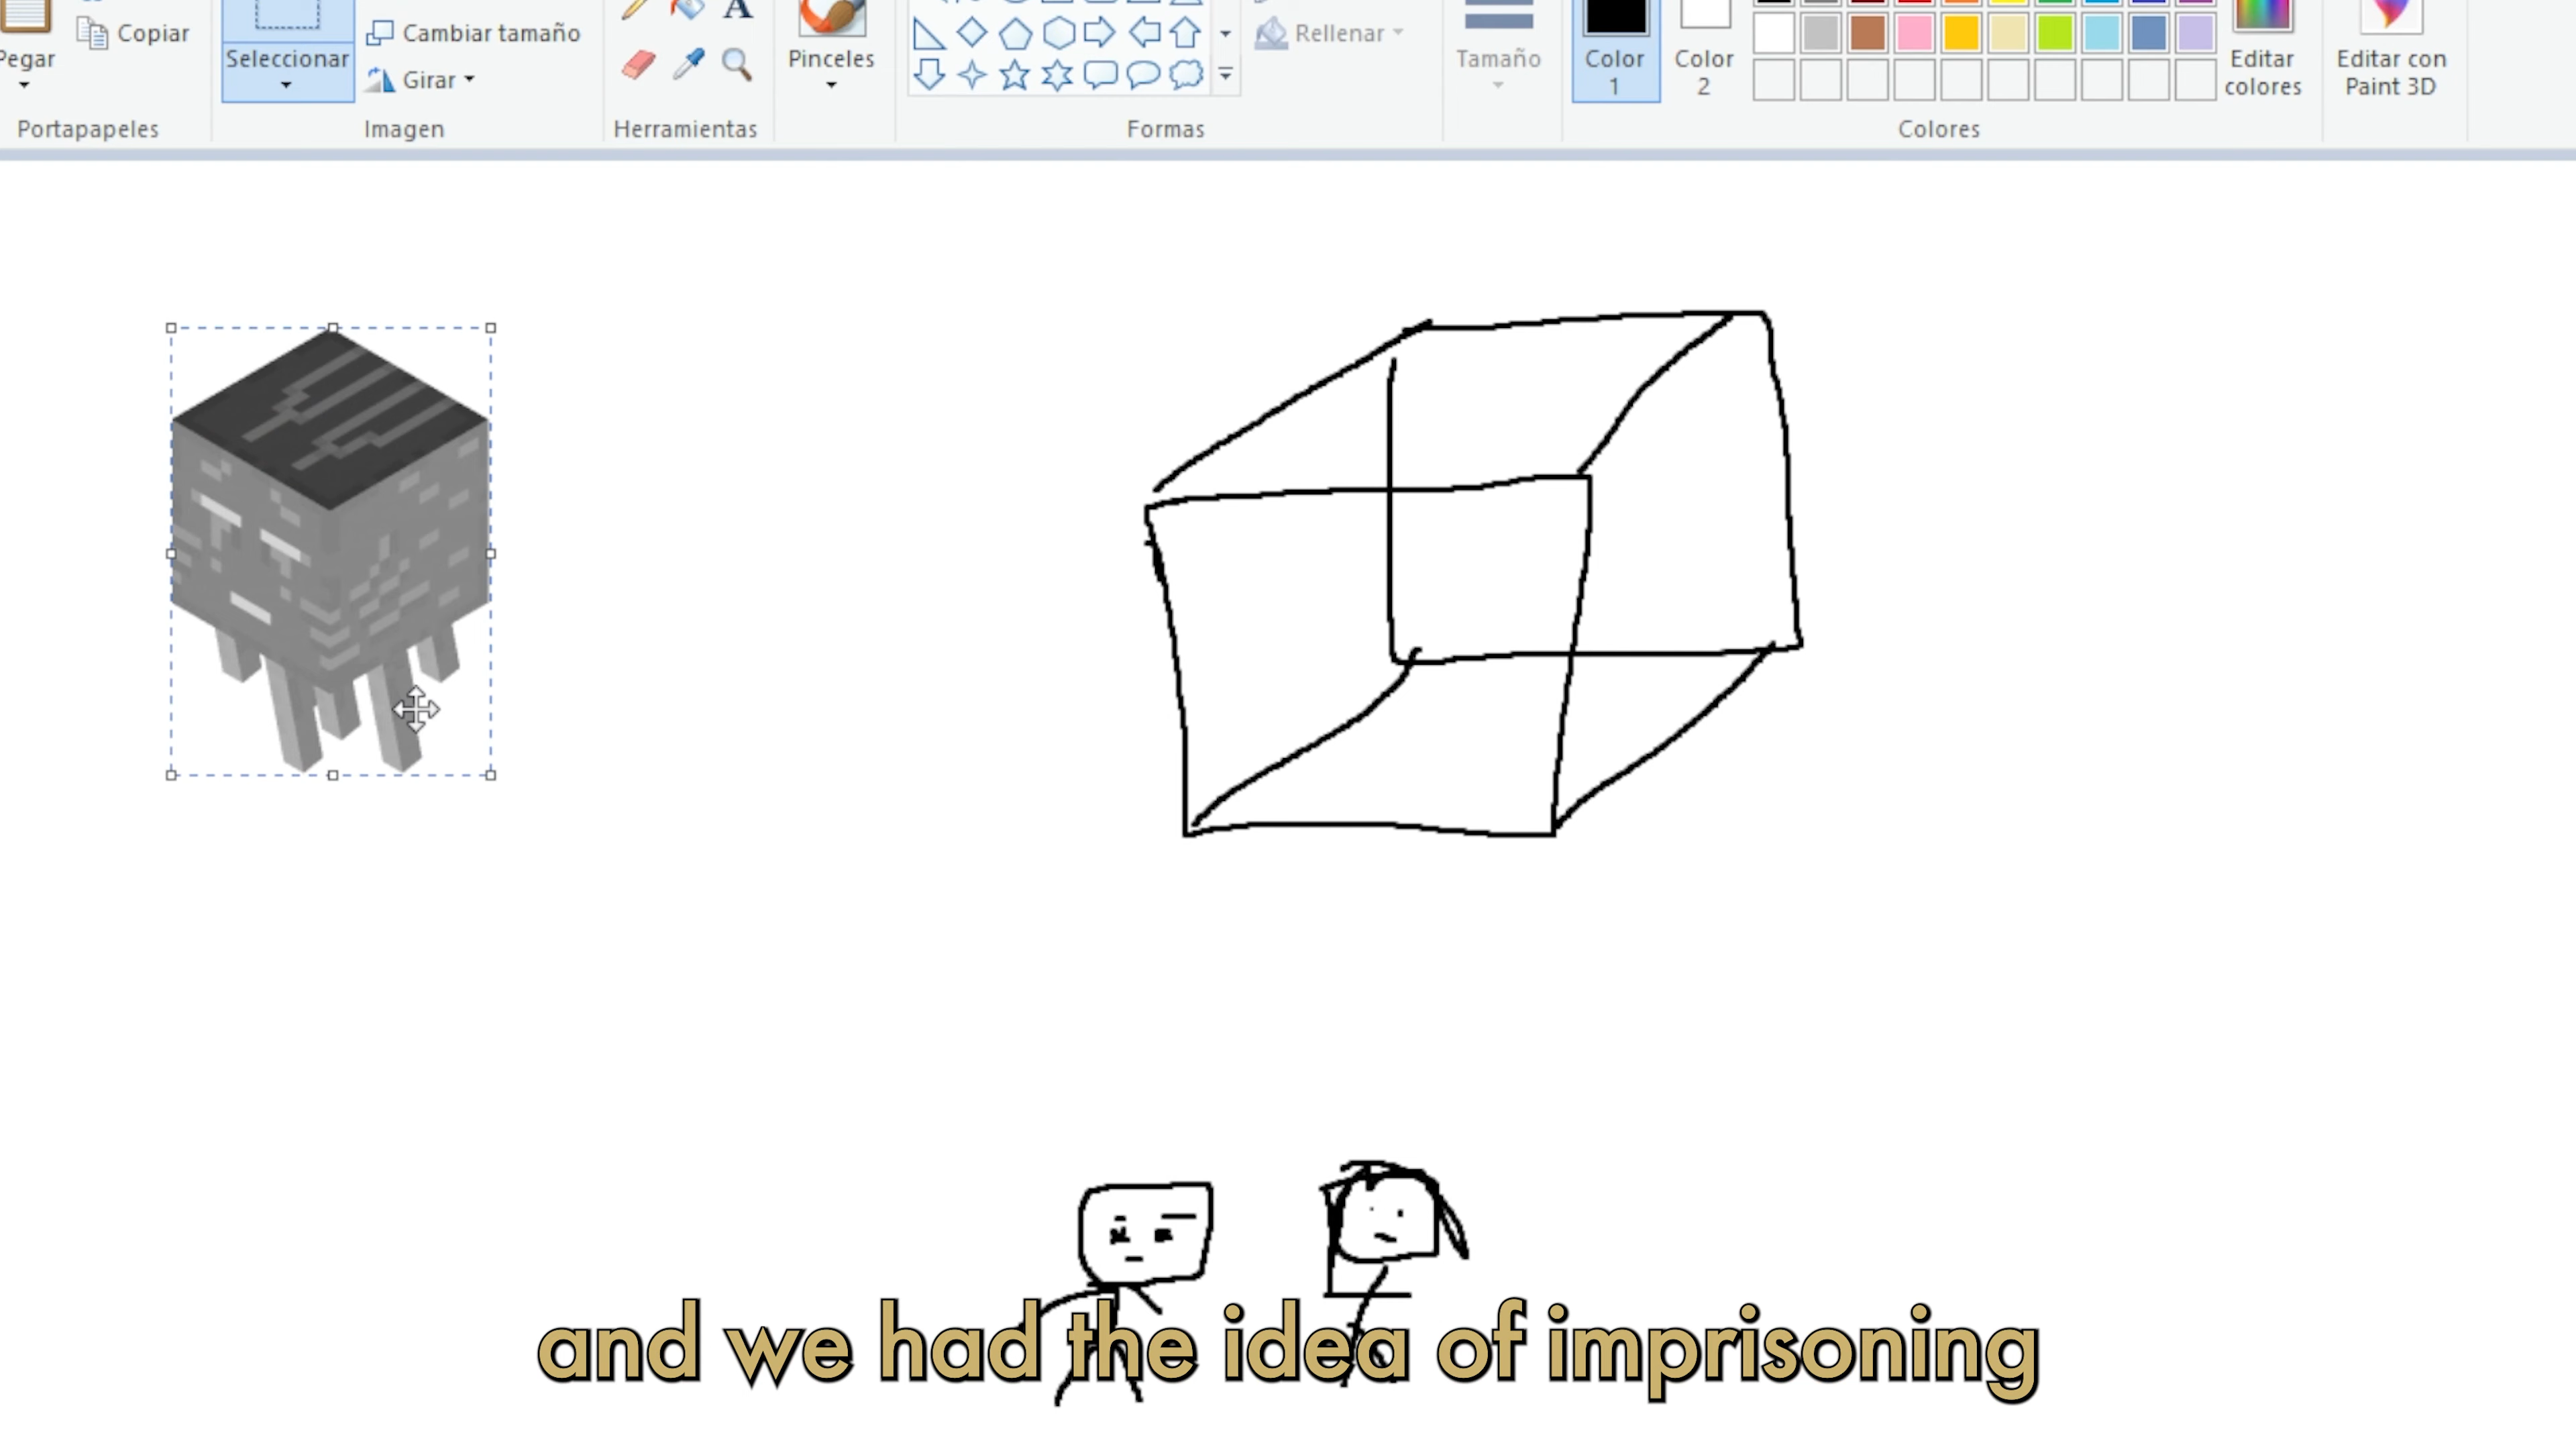 Pegar
Copiar
Portapapeles
Seleccionar
Cambiar tamaño
Girar
Imagen
A
Herramientas
Pinceles
Formas
Rellenar
Tamaño
Color
1
Color
2
Colores
Editar
colores
Editar con
Paint 3D
and we had the idea of imprisoning